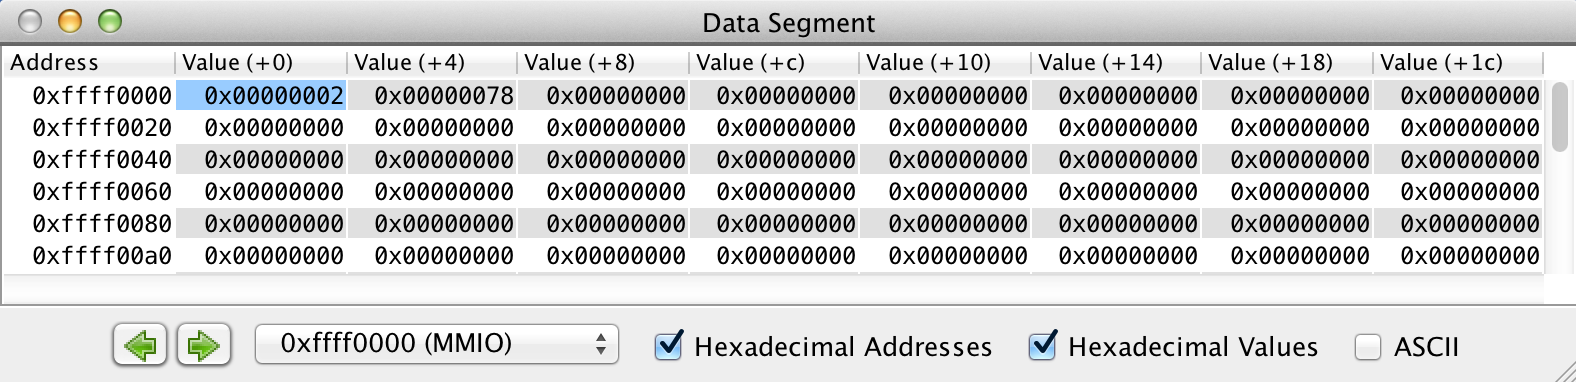 Data Segment
Address Value (+0) Value (+4) Value (+8) Value (+c) Value (+10) Value (+14) Value (+18) Value (+1c)
0xffff0000 0x00000002 0x00000078 0x00000000 0x00000000 0x00000000 0x00000000 0x00000000 0x00000000
0xffff0020 0x00000000 0x00000000 0x00000000 0x00000000 0x00000000 0x00000000 0x00000000 0x00000000
0xffff0040 0x00000000 0x00000000 0x00000000 0x00000000 0x00000000 0x00000000 0x00000000 0x00000000
0xffff0060 0x00000000 0x00000000 0x00000000 0x00000000 0x00000000 0x00000000 0x00000000 0x00000000
0xffff0080 0x00000000 0x00000000 0x00000000 0x00000000 0x00000000 0x00000000 0x00000000 0x00000000
0xffff00a0 0x00000000 0x00000000 0x00000000 0x00000000 0x00000000 0x00000000 0x00000000 0x00000000
0xffff0000 (MMIO) Hexadecimal Addresses Hexadecimal Values ASCII